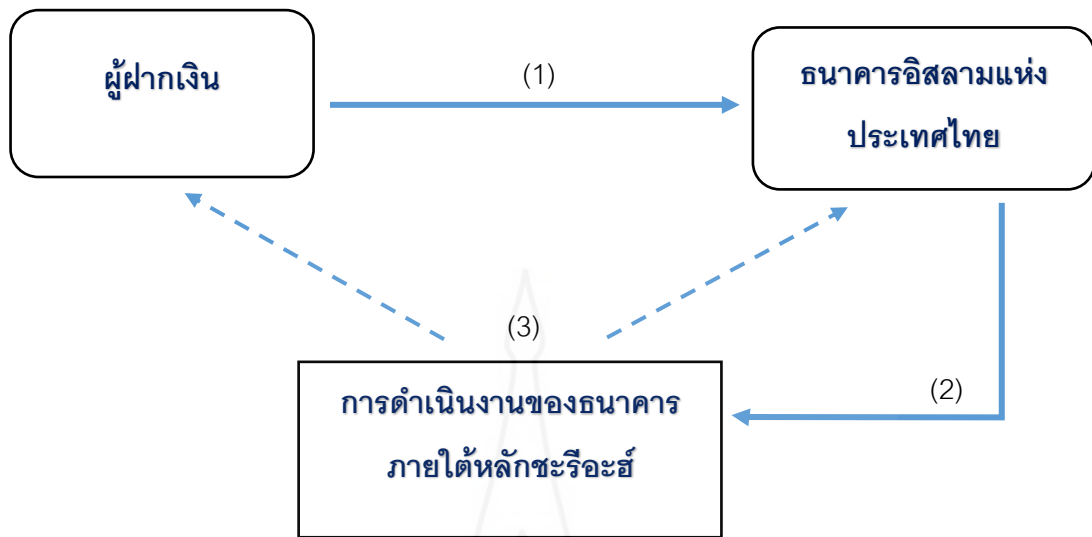 ผู้ฝากเงิน
(1)
ธนาคารอิสลามแห่ง
ประเทศไทย
(3)
(2)
การดำเนินงานของธนาคาร
ภายใต้หลักชะรีอะฮ์